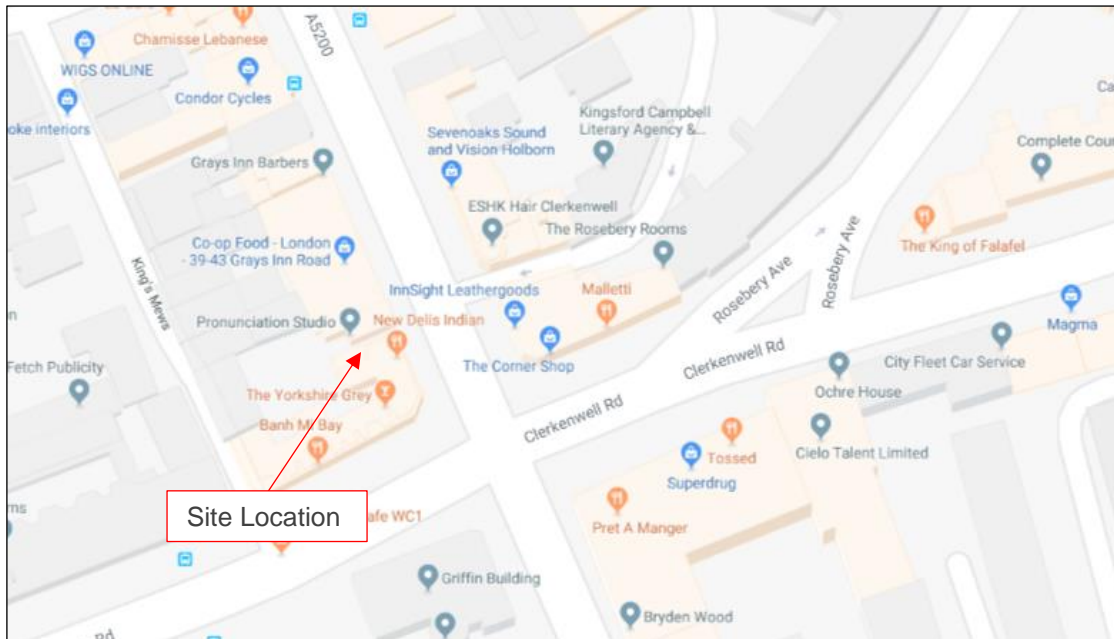 Chamisse Lebanese
A5200
WIGS ONLINE
Condor Cycles
oke interiors
Kingsford Campbell
Literary Agency &...
Ca
Sevenoaks Sound
and Vision Holborn
Complete Cour
Grays Inn Barbers
ESHK Hair Clerkenwell
The Rosebery Rooms
Rosebery Ave
The King of Falafel
Co-op Food - London
- 39-43 Grays Inn Road
King's Mews
InnSight Leathergoods
Malletti
Rosebery Ave
Magma
Pronunciation Studio
New Delis Indian
The Corner Shop
Clerkenwell Rd
City Fleet Car Service
Fetch Publicity
The Yorkshire Grey
Ochre House
Banh Mi Bay
Clerkenwell Rd
Cielo Talent Limited
Tossed
Superdrug
Site Location
afe WC1
Pret A Manger
Griffin Building
Bryden Wood
Rd